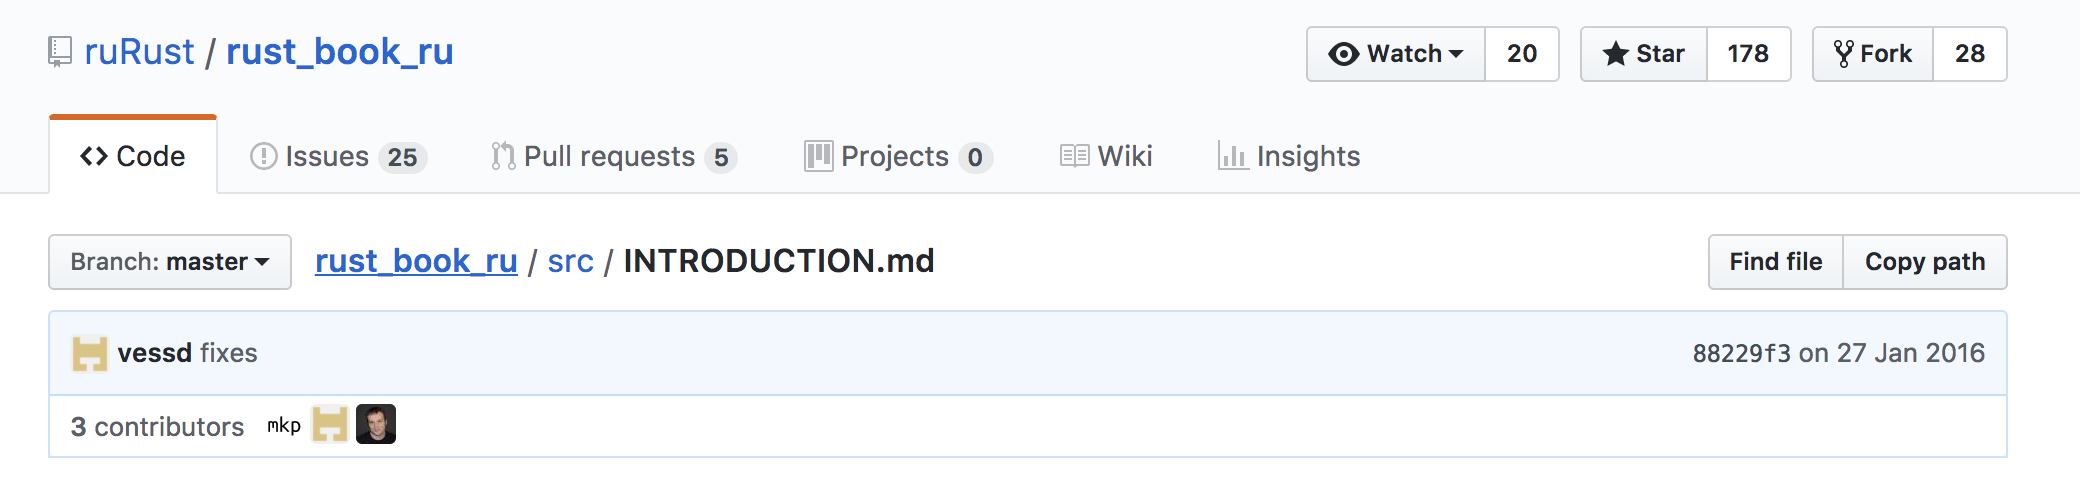 ruRust / rust_book_ru Watch 20 Star 178 Fork 28
Code Issues 25 Pull requests 5 Projects 0 Wiki Insights
Branch: master rust_book_ru / src / INTRODUCTION.md Find file Copy path
vessd fixes 88229f3 on 27 Jan 2016
3 contributors mkp